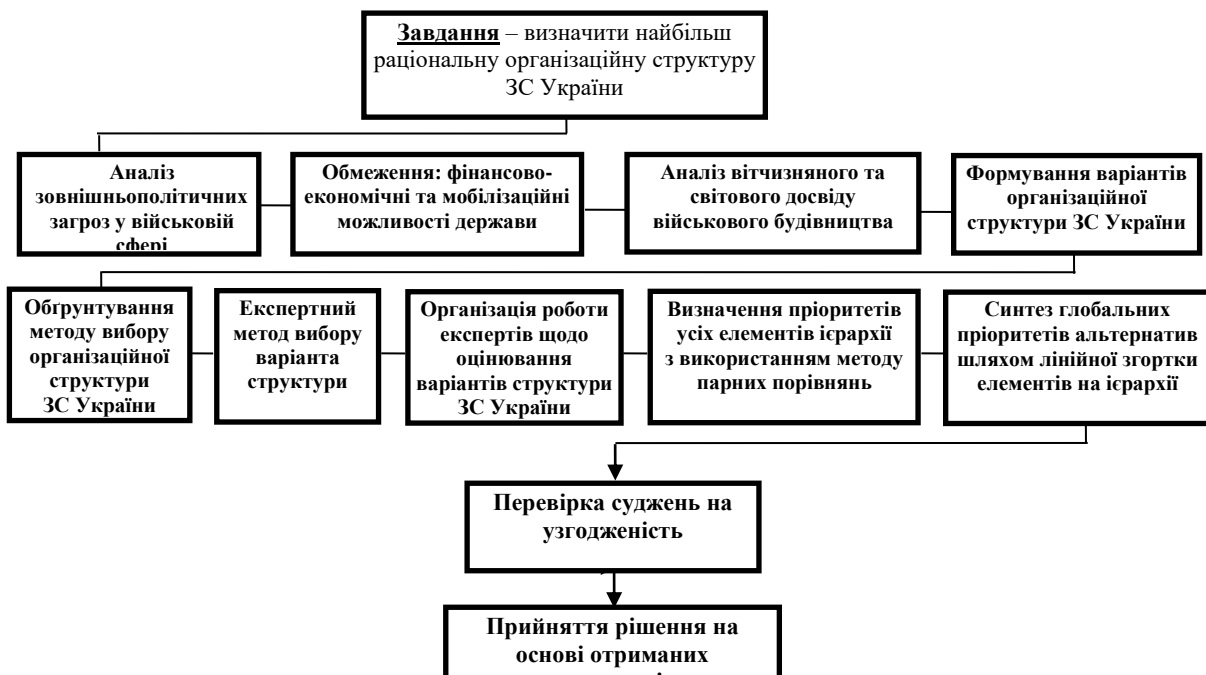 Завдання – визначити найбільш
раціональну організаційну структуру
ЗС України
Аналіз
зовнішньополітичних
загроз у військовій
сфері
Обмеження: фінансово-
економічні та мобілізаційні
можливості держави
Аналіз вітчизняного та
світового досвіду
військового будівництва
Формування варіантів
організаційної
структури ЗС України
Обґрунтування
методу вибору
організаційної
структури
ЗС України
Експертний
метод вибору
варіанта
структури
Організація роботи
експертів щодо
оцінювання
варіантів структури
ЗС України
Визначення пріоритетів
усіх елементів ієрархії
з використанням методу
парних порівнянь
Синтез глобальних
пріоритетів альтернатив
шляхом лінійної згортки
елементів на ієрархії
Перевірка суджень на
узгодженість
Прийняття рішення на
основі отриманих